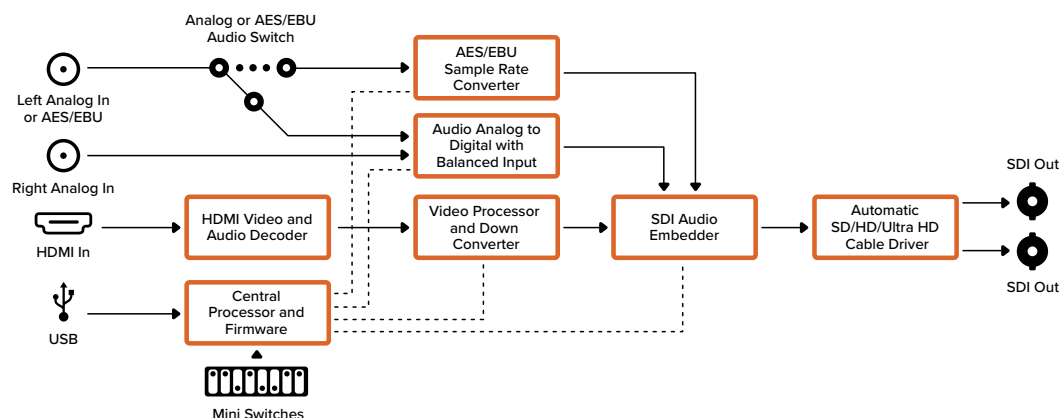 Analog or AES/EBU
Audio Switch
AES/EBU
Sample Rate
Converter
Left Analog In
or AES/EBU
Audio Analog to
Digital with
Balanced Input
Right Analog In
SDI Out
HDMI In
HDMI Video and
Audio Decoder
Video Processor
and Down
Converter
SDI Audio
Embedder
Automatic
SD/HD/Ultra HD
Cable Driver
SDI Out
USB
Central
Processor and
Firmware
Mini Switches